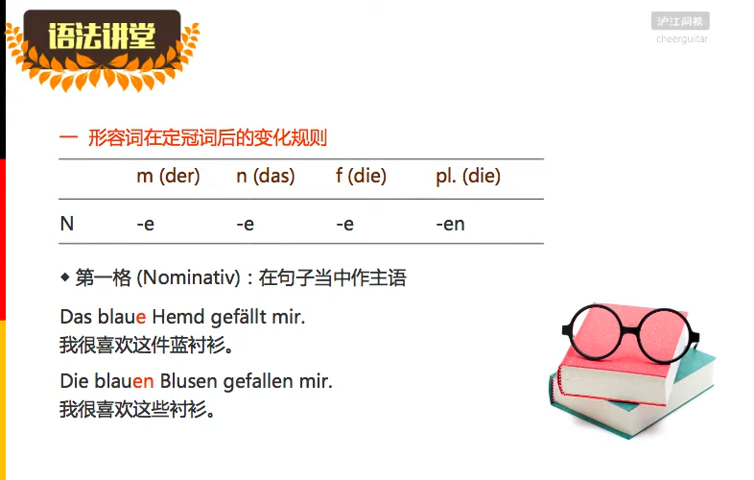 语法讲堂
沪江网校
cheerguitar
一 形容词在定冠词后的变化规则
m (der) n (das) f (die) pl. (die)
N -e -e -e -en
◆ 第一格 (Nominativ)：在句子当中作主语
Das blaue Hemd gefällt mir.
我很喜欢这件蓝衬衫。
Die blauen Blusen gefallen mir.
我很喜欢这些衬衫。